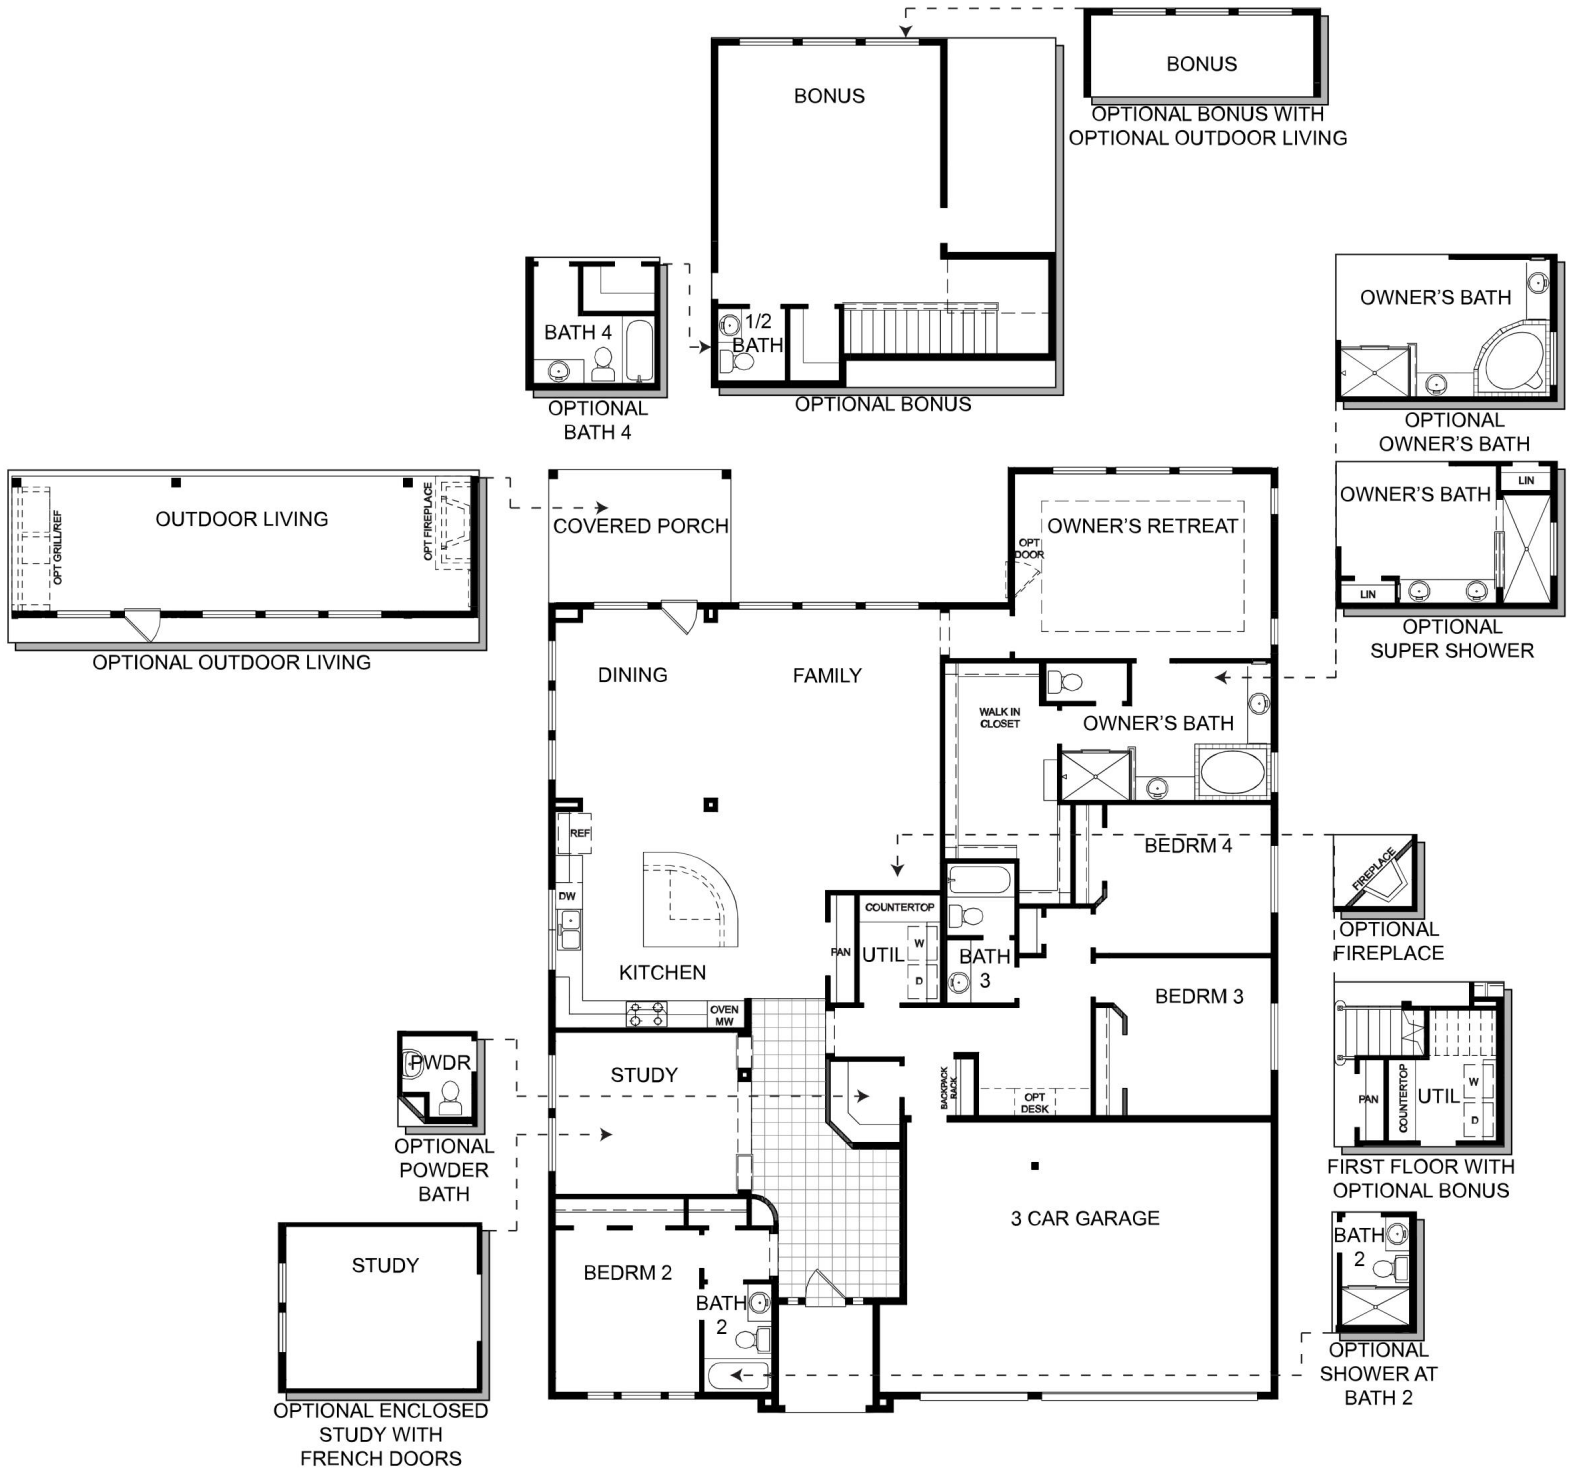 BONUS
BONUS
OPTIONAL BONUS WITH
OPTIONAL OUTDOOR LIVING
BATH 4
OPTIONAL
BATH 4
1/2
BATH
OPTIONAL BONUS
OWNER'S BATH
OPTIONAL
OWNER'S BATH
OWNER'S BATH
LIN
LIN
OPTIONAL
SUPER SHOWER
OPT GRILL/REF
OUTDOOR LIVING
OPT FIREPLACE
OPTIONAL OUTDOOR LIVING
COVERED PORCH
OWNER'S RETREAT
OPT
DOOR
DINING
FAMILY
WALK IN
CLOSET
OWNER'S BATH
REF
DW
KITCHEN
OVEN
MW
PAN
COUNTERTOP
UTIL
W
D
BATH
3
BEDRM 4
BEDRM 3
FIREPLACE
OPTIONAL
FIREPLACE
PAN
COUNTERTOP
UTIL
W
D
FIRST FLOOR WITH
OPTIONAL BONUS
PWDR
OPTIONAL
POWDER
BATH
STUDY
BACKPACK
RACK
OPT
DESK
3 CAR GARAGE
STUDY
OPTIONAL ENCLOSED
STUDY WITH
FRENCH DOORS
BEDRM 2
BATH
2
BATH
2
OPTIONAL
SHOWER AT
BATH 2